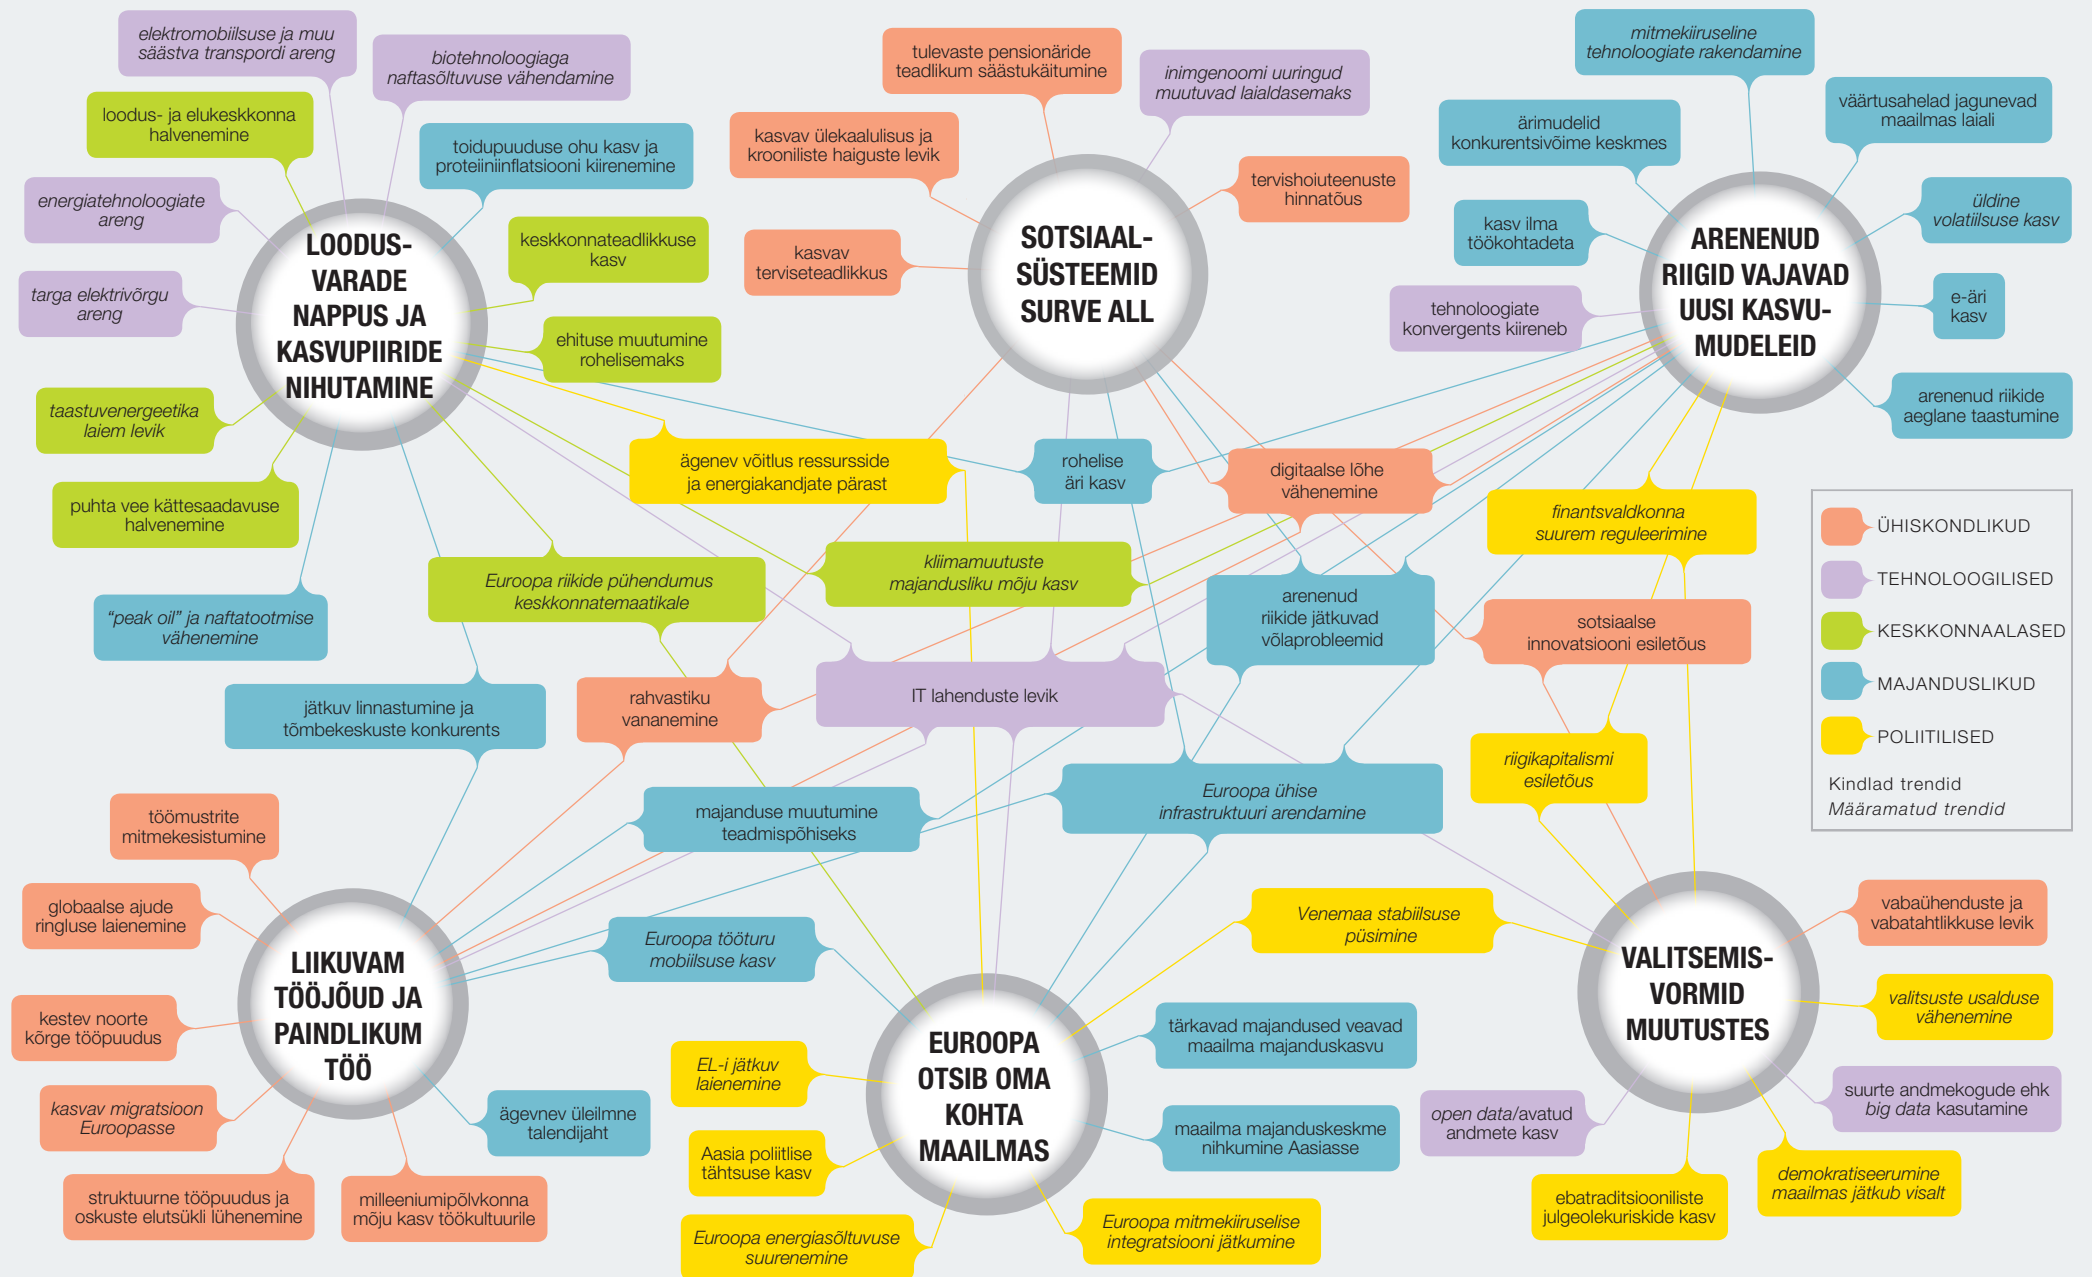 elektromobiilsuse ja muu
säästva transpordi areng
biotehnoloogiaga
naftasõltuvuse vähendamine
loodus- ja elukeskkonna
halvenemine
toidupuuduse ohu kasv ja
proteiiniinflatsiooni kiirenemine
energiatehnoloogiate
areng
keskkonnateadlikkuse
kasv
targa elektrivõrgu
areng
ehituse muutumine
rohelisemaks
LOODUS-
VARADE
NAPPUS JA
KASVUPIIRIDE
NIHUTAMINE
taastuvenergeetika
laiem levik
puhta vee kättesaadavuse
halvenemine
"peak oil" ja naftatootmise
vähenemine
tulevaste pensionäride
teadlikum säästukäitumine
inimgenoomi uuringud
muutuvad laialdasemaks
kasvav ülekaalulisus ja
krooniliste haiguste levik
tervishoiuteenuste
hinnatõus
kasvav
terviseteadlikkus
SOTSIAAL-
SÜSTEEMID
SURVE ALL
mitmekiiruseline
tehnoloogiate rakendamine
väärtusahelad jagunevad
maailmas laiali
ärimudelid
konkurentsivõime keskmes
üldine
volatiilsuse kasv
kasv ilma
töökohtadeta
e-äri
kasv
tehnoloogiate
konvergents kiireneb
arenenud riikide
aeglane taastumine
ARENENUD
RIIGID VAJAVAD
UUSI KASVU-
MUDELEID
ägenev võitlus ressursside
ja energiakandjate pärast
rohelise
äri kasv
digitaalse lõhe
vähenemine
finantsvaldkonna
suurem reguleerimine
Euroopa riikide pühendumus
keskkonnatemaatikale
kliimamuutuste
majandusliku mõju kasv
arenenud
riikide jätkuvad
võlaprobleemid
sotsiaalse
innovatsiooni esiletõus
jätkuv linnastumine ja
tõmbekeskuste konkurents
rahvastiku
vananemine
IT lahenduste levik
riigikapitalismi
esiletõus
majanduse muutumine
teadmispõhiseks
Euroopa ühise
infrastruktuuri arendamine
ÜHISKONDLIKUD
TEHNOLOOGILISED
KESKKONNAALASED
MAJANDUSLIKUD
POLIITILISED
Kindlad trendid
Määramatud trendid
töömustrite
mitmekesistumine
globaalse ajude
ringluse laienemine
kestev noorte
kõrge tööpuudus
kasvav migratsioon
Euroopasse
struktuurne tööpuudus ja
oskuste elutsükli lühenemine
milleeniumipõlvkonna
mõju kasv töökultuurile
ägevnev üleilmne
talendijaht
LIIKUVAM
TÖÖJÕUD JA
PAINDLIKUM
TÖÖ
Euroopa tööturu
mobiilsuse kasv
Venemaa stabiilsuse
püsimine
EL-i jätkuv
laienemine
Aasia poliitlise
tähtsuse kasv
Euroopa energiasõltuvuse
suurenemine
tärkavad majandused veavad
maailma majanduskasvu
maailma majanduskeskme
nihkumine Aasiasse
Euroopa mitmekiiruselise
integratsiooni jätkumine
EUROOPA
OTSIB OMA
KOHTA
MAAILMAS
vabaühenduste ja
vabatahtlikkuse levik
valitsuste usalduse
vähenemine
suurte andmekogude ehk
big data kasutamine
open data/avatud
andmete kasv
demokratiseerumine
maailmas jätkub visalt
ebatraditsiooniliste
julgeolekuriskide kasv
VALITSEMIS-
VORMID
MUUTUSTES